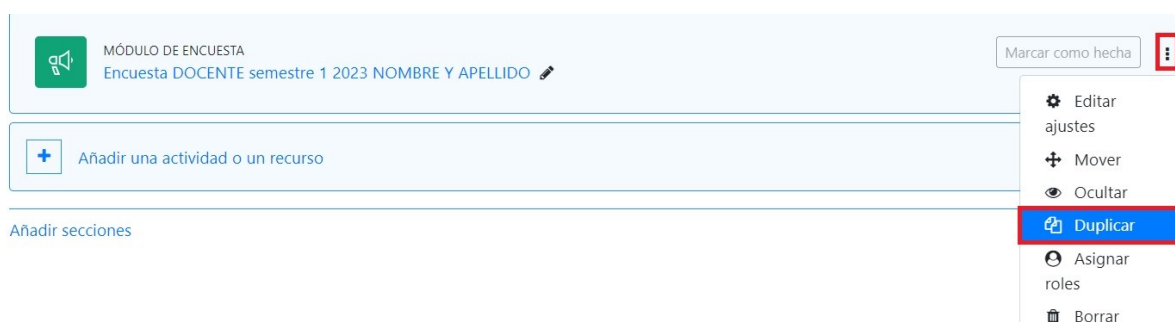 MÓDULO DE ENCUESTA
Encuesta DOCENTE semestre 1 2023 NOMBRE Y APELLIDO
Marcar como hecha
Editar
ajustes
Añadir una actividad o un recurso
Mover
Ocultar
Añadir secciones
Duplicar
Asignar
roles
Borrar